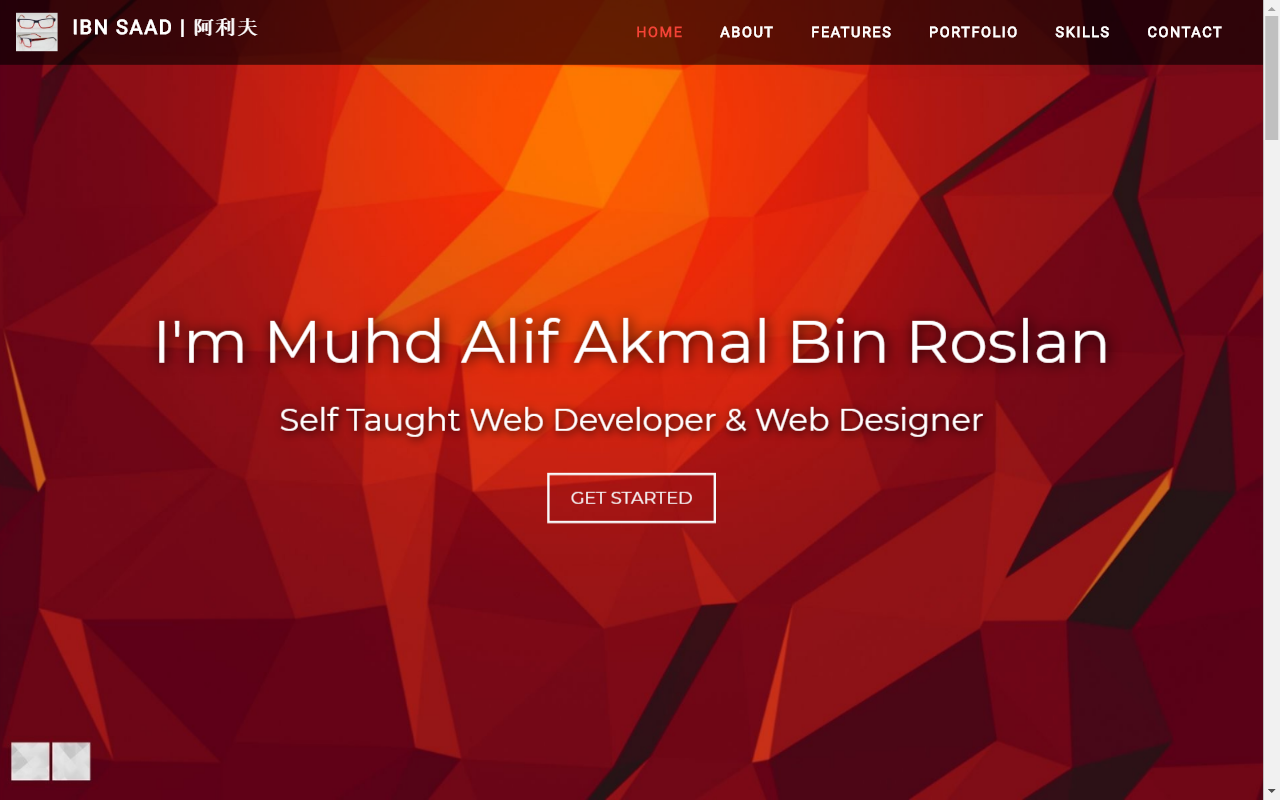 IBN SAAD | 阿利夫
HOME ABOUT FEATURES PORTFOLIO SKILLS CONTACT
I'm Muhd Alif Akmal Bin Roslan
Self Taught Web Developer & Web Designer
GET STARTED